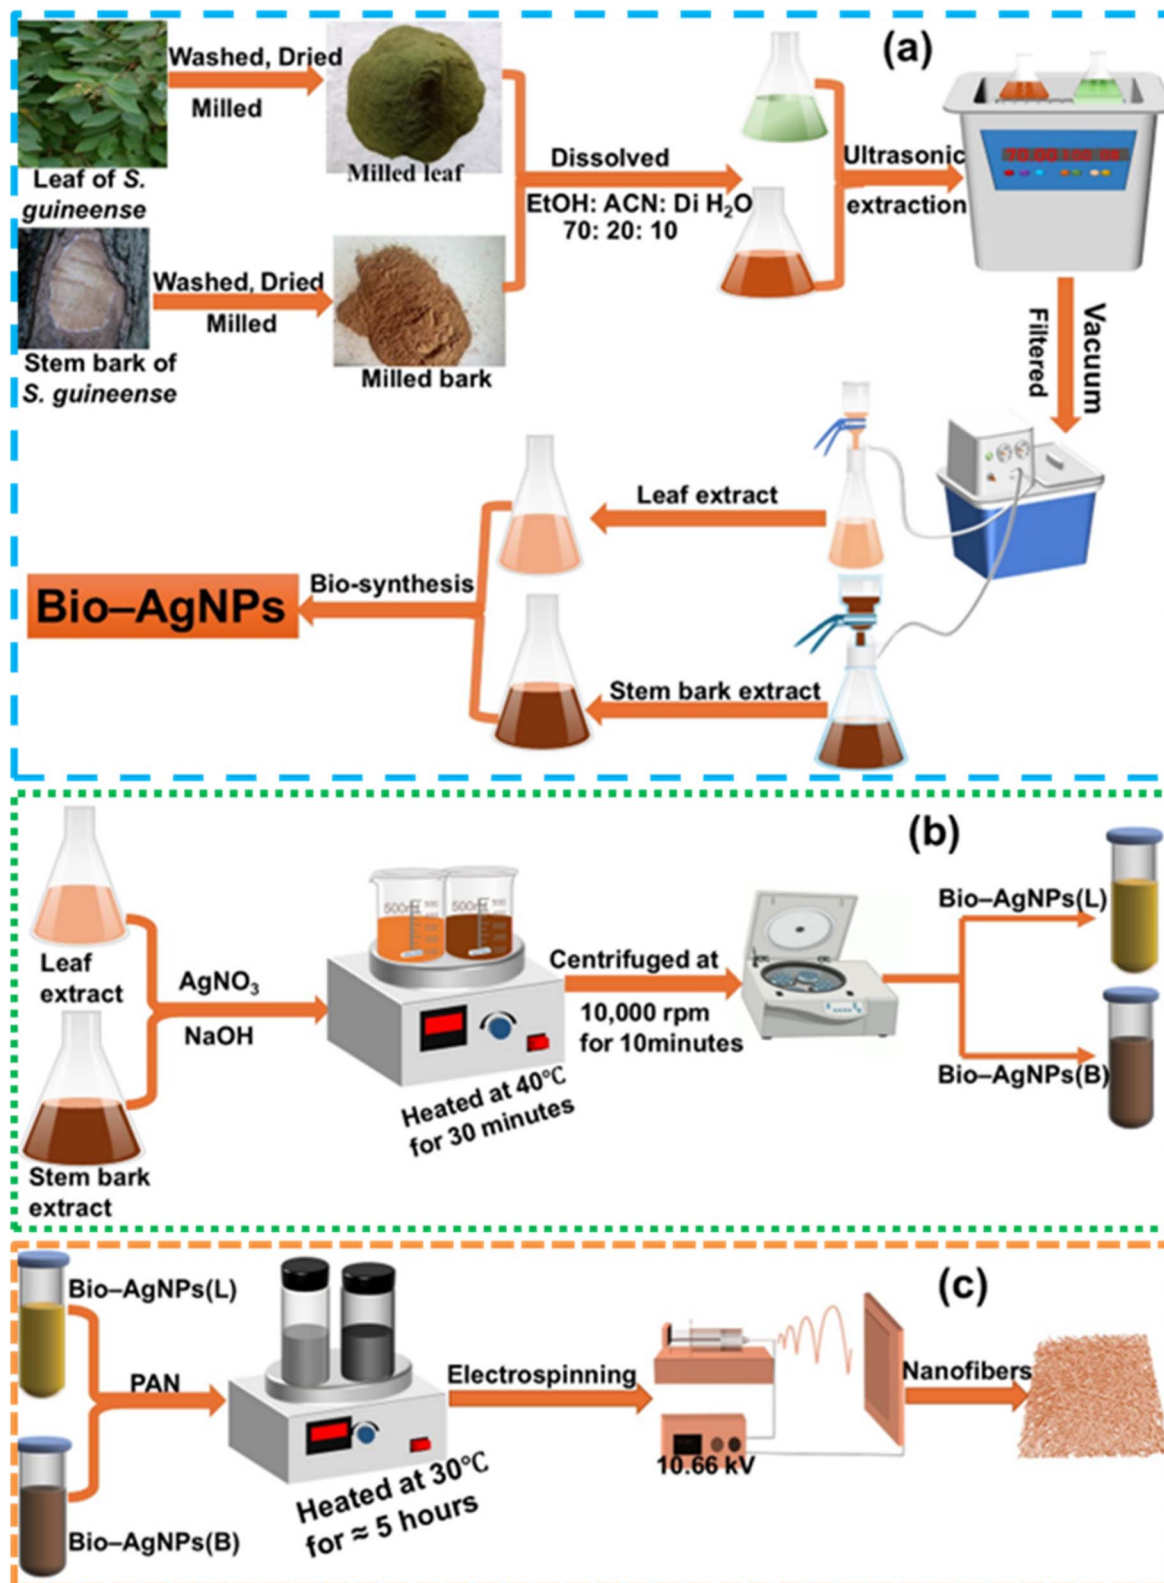 (a)
Washed, Dried
Milled
Leaf of S.
guineense
Milled leaf
Washed, Dried
Milled
Stem bark of
S. guineense
Milled bark
Dissolved
EtOH: ACN: Di H₂O
70: 20: 10
Ultrasonic
extraction
Vacuum
Filtered
Leaf extract
Stem bark extract
Bio-synthesis
Bio–AgNPs
(b)
Leaf
extract
Stem bark
extract
AgNO₃
NaOH
Heated at 40℃
for 30 minutes
Centrifuged at
10,000 rpm
for 10minutes
Bio–AgNPs(L)
Bio–AgNPs(B)
(c)
Bio–AgNPs(L)
Bio–AgNPs(B)
PAN
Heated at 30℃
for ≈ 5 hours
Electrospinning
10.66 kV
Nanofibers